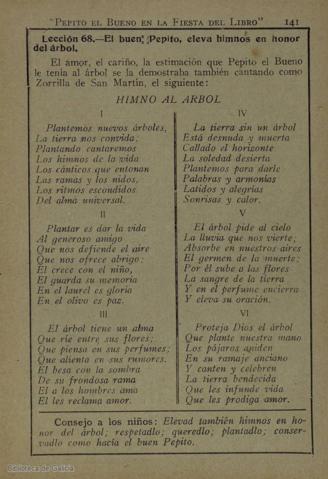 "PEPITO EL BUENO EN LA FIESTA DEL LIBRO" 141
Lección 68.—El buen Pepito, eleva himnos en honor
del árbol.
El amor, el cariño, la estimación que Pepito el Bueno
le tenía al árbol se la demostraba también cantando como
Zorrilla de San Martín, el siguiente:
HIMNO AL ARBOL
I
Plantemos nuevos árboles,
La tierra nos convida;
Plantando cantaremos
Los himnos de la vida
Los cánticos que entonan
Las ramas y los nidos,
Los ritmos escondidos
Del alma universal.
II
Plantar es dar la vida
Al generoso amigo
Que nos defiende el aire
Que nos ofrece abrigo:
El crece con el niño,
El guarda su memoria
En el laurel es gloria
En el olivo es paz.
III
El árbol tiene un alma
Que ríe entre sus flores;
Que piensa en sus perfumes;
Que alienta en sus rumores.
El besa con la sombra
De su frondosa rama
El a los hombres ama
El les reclama amor.
IV
La tierra sin un árbol
Está desnuda y muerta
Callado el horizonte
La soledad desierta
Plantemos para darle
Palabras y armonías
Latidos y alegrías
Sonrisas y calor.
V
El árbol pide al cielo
La lluvia que nos vierte;
Absorbe en nuestros aires
El germen de la muerte;
Por él sube a las flores
La sangre de la tierra
Y en el perfume encierra
Y eleva su oración.
VI
Proteja Dios el árbol
Que plante nuestra mano
Los pájaros aniden
En su ramaje anciano
Y canten y celebren
La tierra bendecida
Que les infunde vida
Que les prodiga amor.
Consejo a los niños: Elevad también himnos en ho-
nor del árbol; respetadlo; queredlo; plantadlo; conser-
vadlo como hacía el buen Pepito.
Biblioteca de Galicia